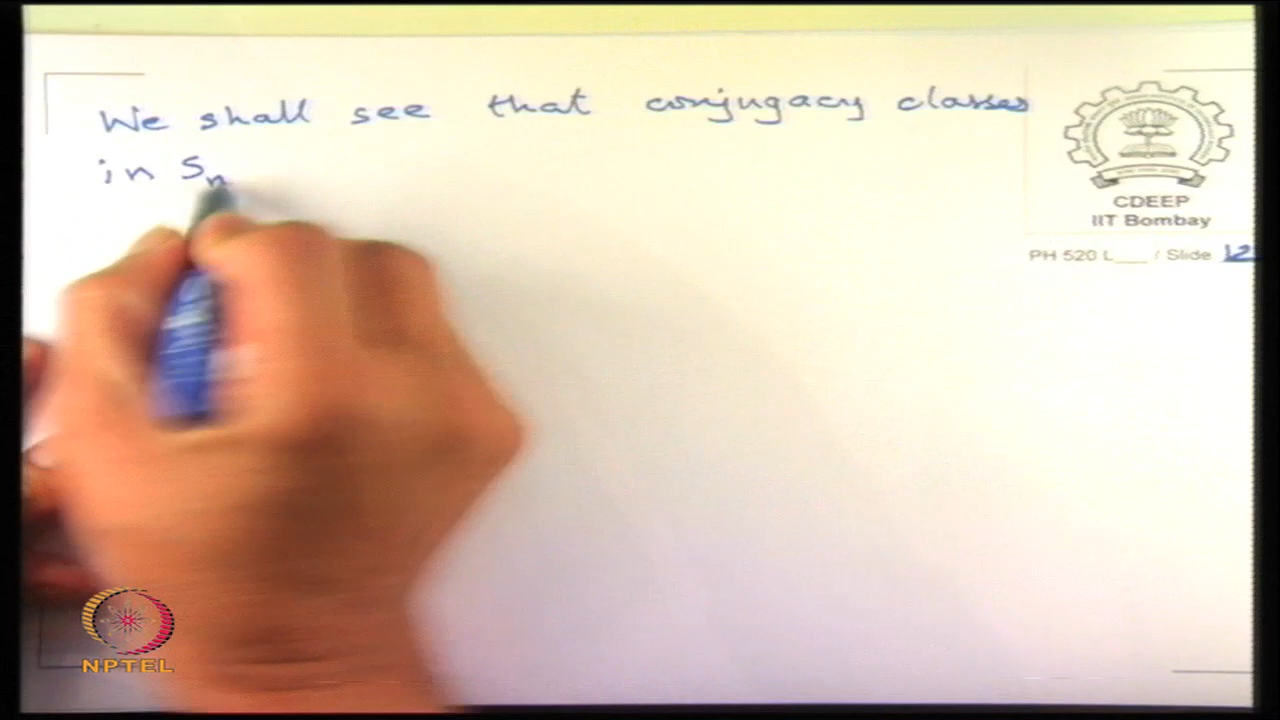 We shall see that conjugacy classes
in Sn
CDEEP
IIT Bombay
PH 520 L___ / Slide 12
NPTEL